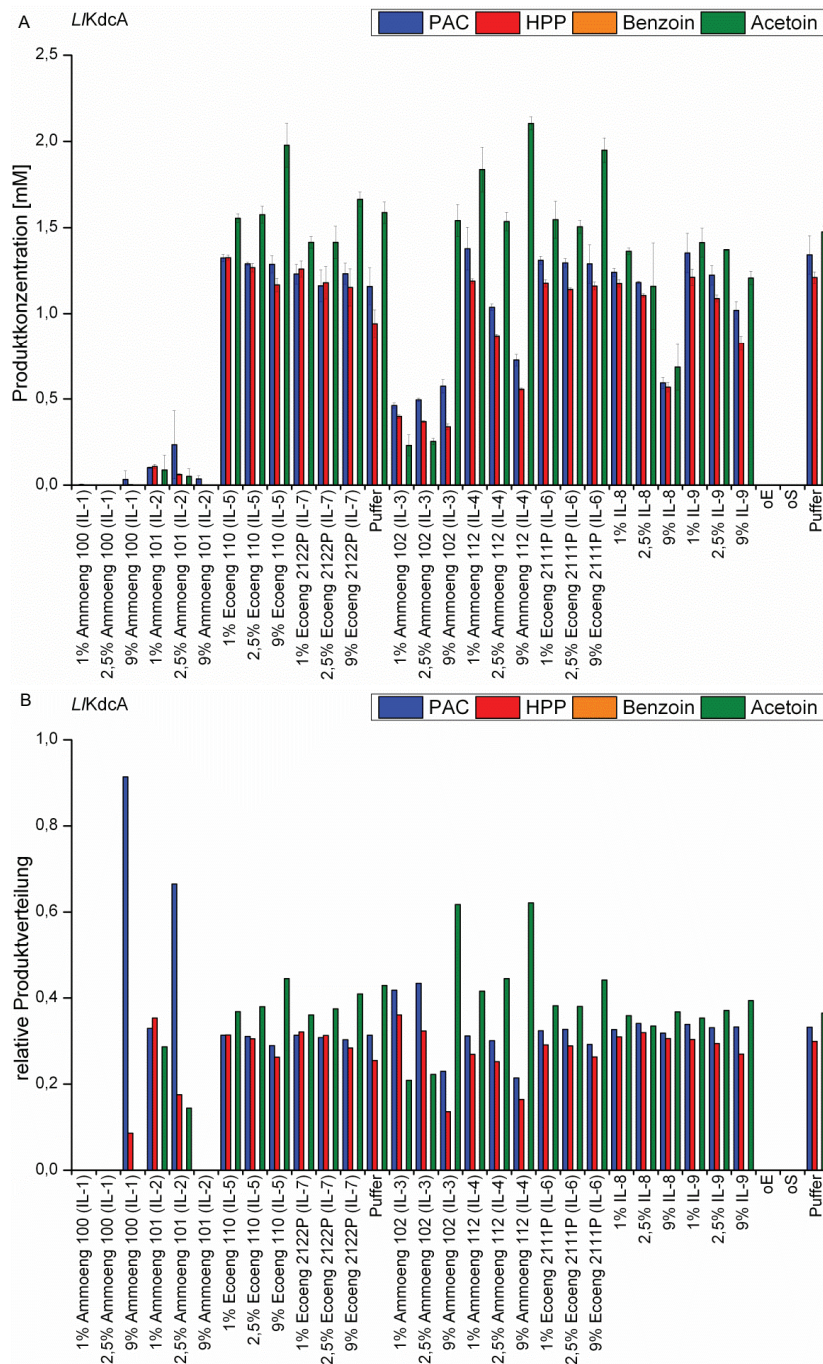 A
LlKdcA
PAC HPP Benzoin Acetoin
Produktkonzentration [mM]
2,5
2,0
1,5
1,0
0,5
0,0
1% Ammoeng 100 (IL-1)
2,5% Ammoeng 100 (IL-1)
9% Ammoeng 100 (IL-1)
1% Ammoeng 101 (IL-2)
2,5% Ammoeng 101 (IL-2)
9% Ammoeng 101 (IL-2)
1% Ecoeng 110 (IL-5)
2,5% Ecoeng 110 (IL-5)
9% Ecoeng 110 (IL-5)
1% Ecoeng 2122P (IL-7)
2,5% Ecoeng 2122P (IL-7)
9% Ecoeng 2122P (IL-7)
Puffer
1% Ammoeng 102 (IL-3)
2,5% Ammoeng 102 (IL-3)
9% Ammoeng 102 (IL-3)
1% Ammoeng 112 (IL-4)
2,5% Ammoeng 112 (IL-4)
9% Ammoeng 112 (IL-4)
1% Ecoeng 2111P (IL-6)
2,5% Ecoeng 2111P (IL-6)
9% Ecoeng 2111P (IL-6)
1% IL-8
2,5% IL-8
9% IL-8
1% IL-9
2,5% IL-9
9% IL-9
oE
oS
Puffer
B
LlKdcA
PAC HPP Benzoin Acetoin
relative Produktverteilung
1,0
0,8
0,6
0,4
0,2
0,0
1% Ammoeng 100 (IL-1)
2,5% Ammoeng 100 (IL-1)
9% Ammoeng 100 (IL-1)
1% Ammoeng 101 (IL-2)
2,5% Ammoeng 101 (IL-2)
9% Ammoeng 101 (IL-2)
1% Ecoeng 110 (IL-5)
2,5% Ecoeng 110 (IL-5)
9% Ecoeng 110 (IL-5)
1% Ecoeng 2122P (IL-7)
2,5% Ecoeng 2122P (IL-7)
9% Ecoeng 2122P (IL-7)
Puffer
1% Ammoeng 102 (IL-3)
2,5% Ammoeng 102 (IL-3)
9% Ammoeng 102 (IL-3)
1% Ammoeng 112 (IL-4)
2,5% Ammoeng 112 (IL-4)
9% Ammoeng 112 (IL-4)
1% Ecoeng 2111P (IL-6)
2,5% Ecoeng 2111P (IL-6)
9% Ecoeng 2111P (IL-6)
1% IL-8
2,5% IL-8
9% IL-8
1% IL-9
2,5% IL-9
9% IL-9
oE
oS
Puffer